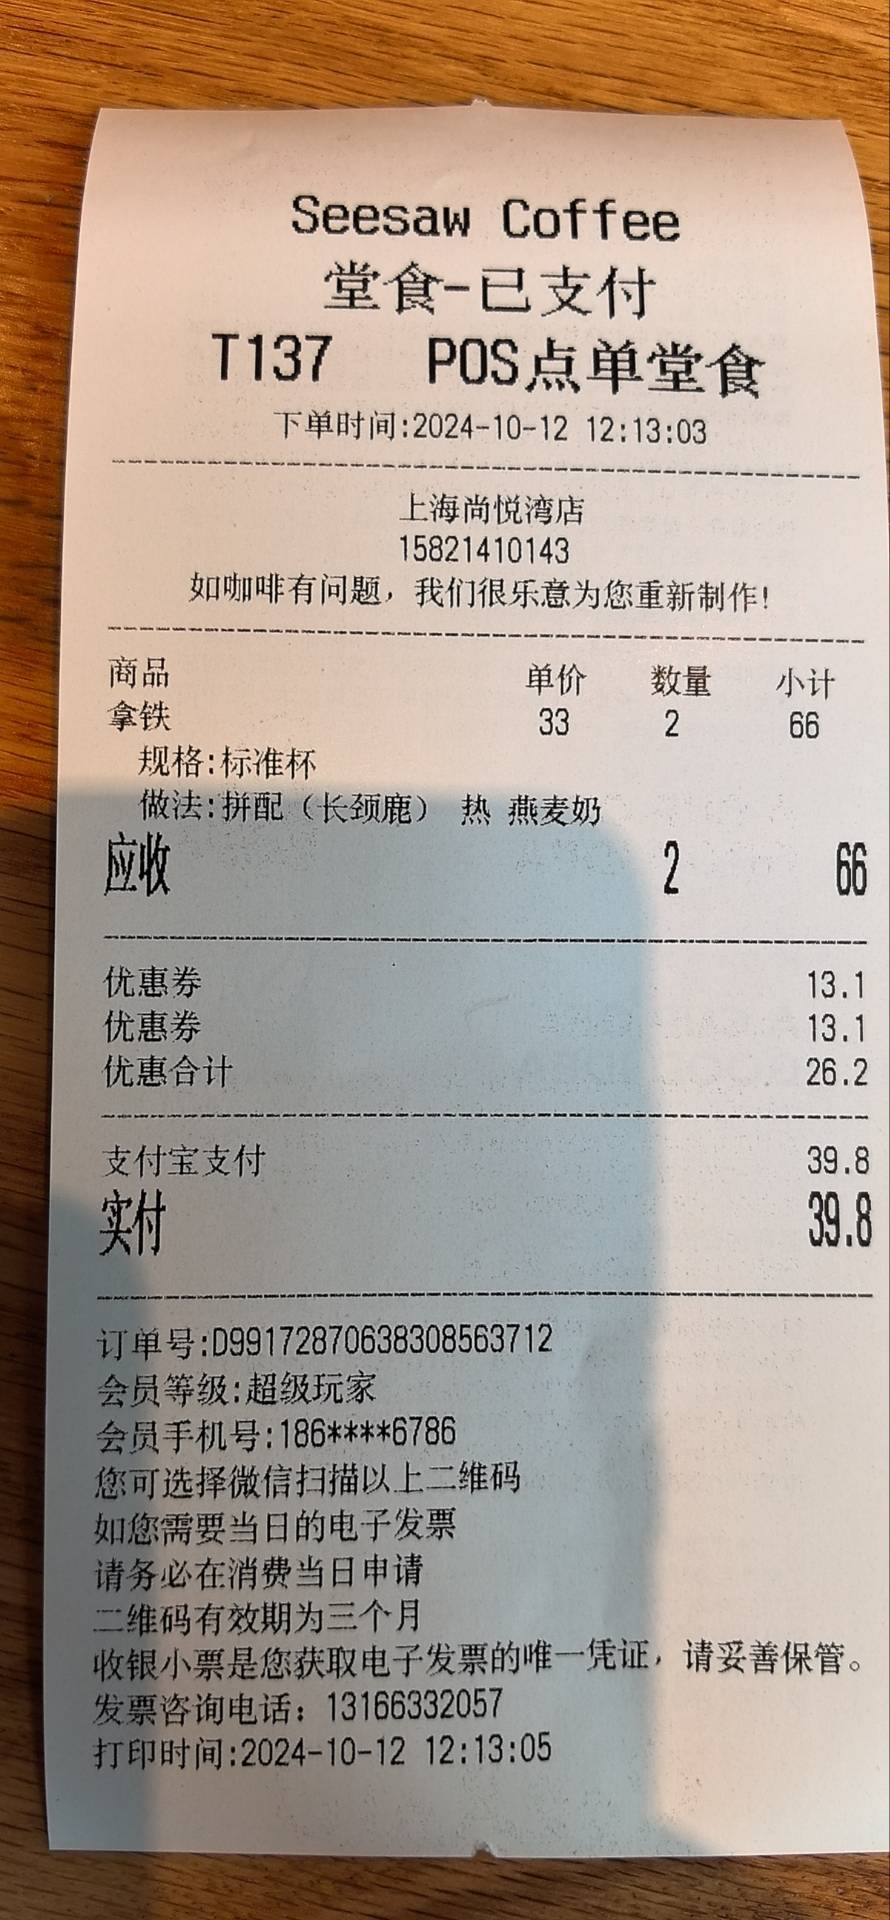 Seesaw Coffee
堂食-已支付
T137 POS点单堂食
下单时间:2024-10-12 12:13:03
上海尚悦湾店
15821410143
如咖啡有问题，我们很乐意为您重新制作!
商品 单价 数量 小计
拿铁 33 2 66
规格:标准杯
做法:拼配（长颈鹿） 热 燕麦奶
应收 2 66
优惠券 13.1
优惠券 13.1
优惠合计 26.2
支付宝支付 39.8
实付 39.8
订单号:D991728706383085637​12
会员等级:超级玩家
会员手机号:186****6786
您可选择微信扫描以上二维码
如您需要当日的电子发票
请务必在消费当日申请
二维码有效期为三个月
收银小票是您获取电子发票的唯一凭证，请妥善保管。
发票咨询电话：13166332057
打印时间:2024-10-12 12:13:05